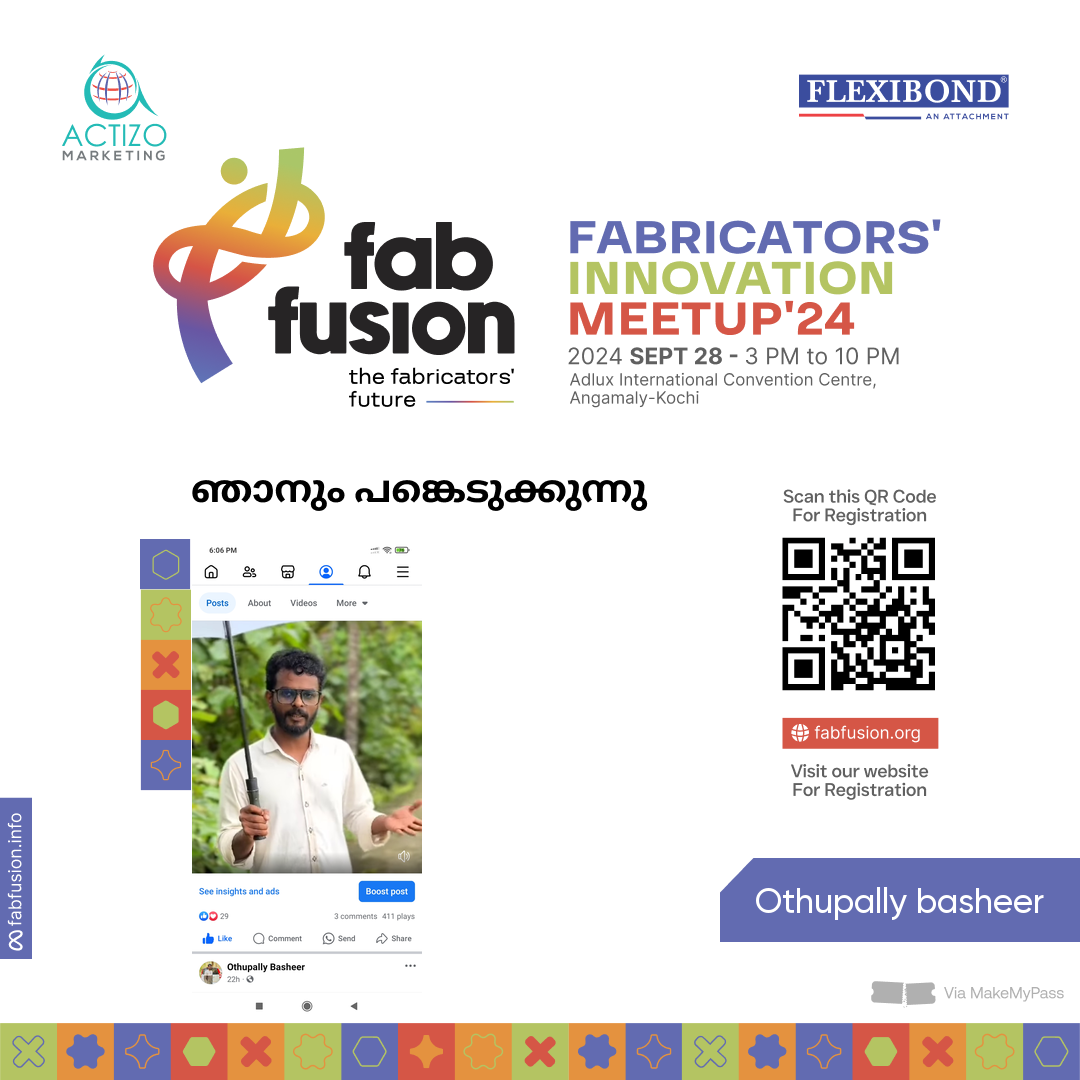 ACTIZO
MARKETING
FLEXIBOND®
AN ATTACHMENT
fab
fusion
the fabricators'
future
FABRICATORS'
INNOVATION
MEETUP'24
2024 SEPT 28 - 3 PM to 10 PM
Adlux International Convention Centre,
Angamaly-Kochi
ഞാനും പങ്കെടുക്കുന്നു
Scan this QR Code
For Registration
6:06 PM
Posts About Videos More
See insights and ads Boost post
29 3 comments 411 plays
Like Comment Send Share
Othupally Basheer
22h ·
fabfusion.org
Visit our website
For Registration
fabfusion.info
Othupally basheer
Via MakeMyPass